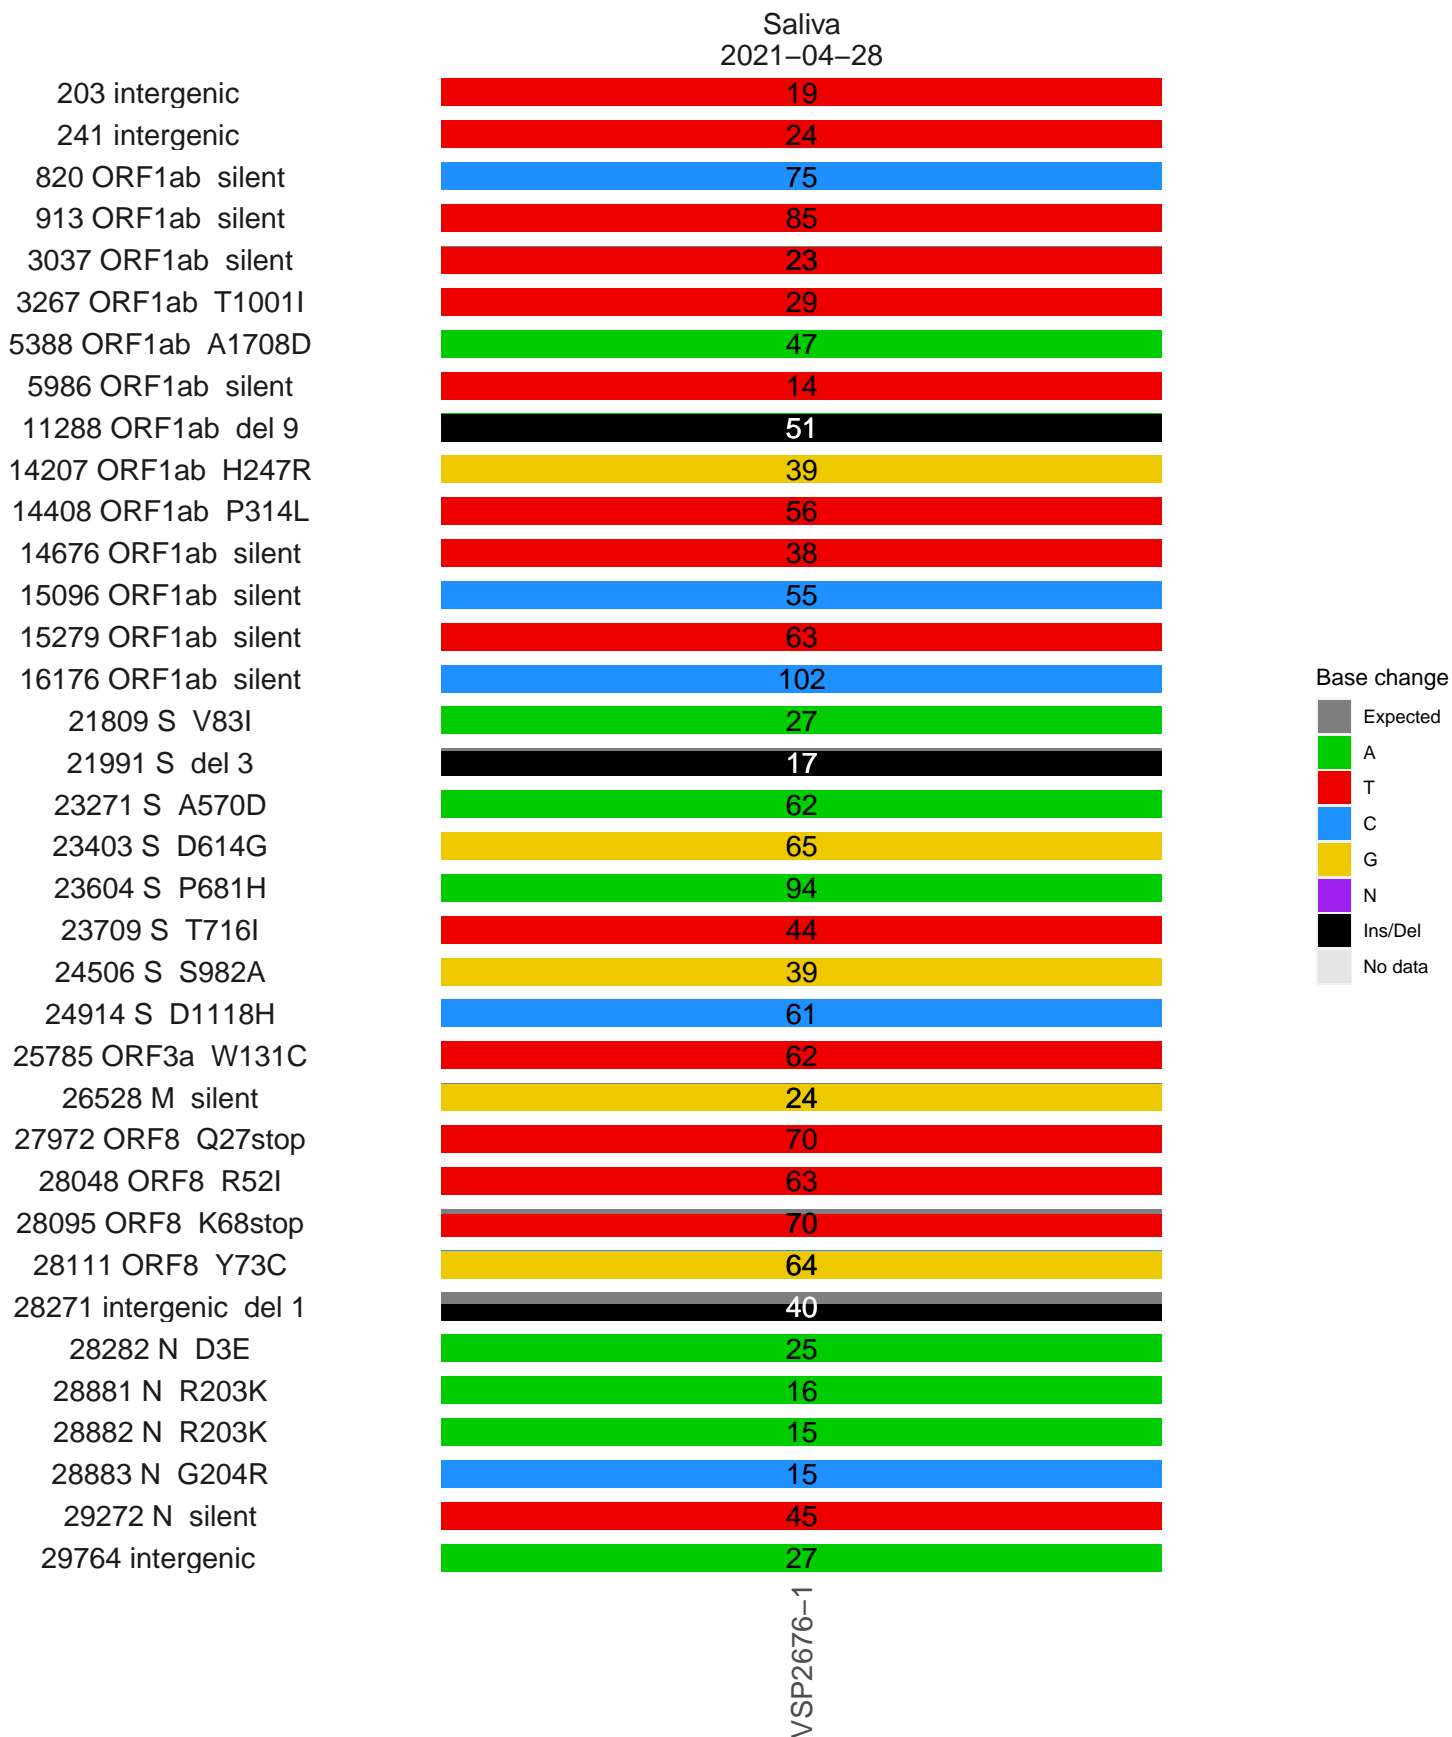 Saliva
2021−04−28
203 intergenic 19
241 intergenic 24
820 ORF1ab silent 75
913 ORF1ab silent 85
3037 ORF1ab silent 23
3267 ORF1ab T1001I 29
5388 ORF1ab A1708D 47
5986 ORF1ab silent 14
11288 ORF1ab del 9 51
14207 ORF1ab H247R 39
14408 ORF1ab P314L 56
14676 ORF1ab silent 38
15096 ORF1ab silent 55
15279 ORF1ab silent 63
16176 ORF1ab silent 102
21809 S V83I 27
21991 S del 3 17
23271 S A570D 62
23403 S D614G 65
23604 S P681H 94
23709 S T716I 44
24506 S S982A 39
24914 S D1118H 61
25785 ORF3a W131C 62
26528 M silent 24
27972 ORF8 Q27stop 70
28048 ORF8 R52I 63
28095 ORF8 K68stop 70
28111 ORF8 Y73C 64
28271 intergenic del 1 40
28282 N D3E 25
28881 N R203K 16
28882 N R203K 15
28883 N G204R 15
29272 N silent 45
29764 intergenic 27
VSP2676−1
Base change
Expected
A
T
C
G
N
Ins/Del
No data